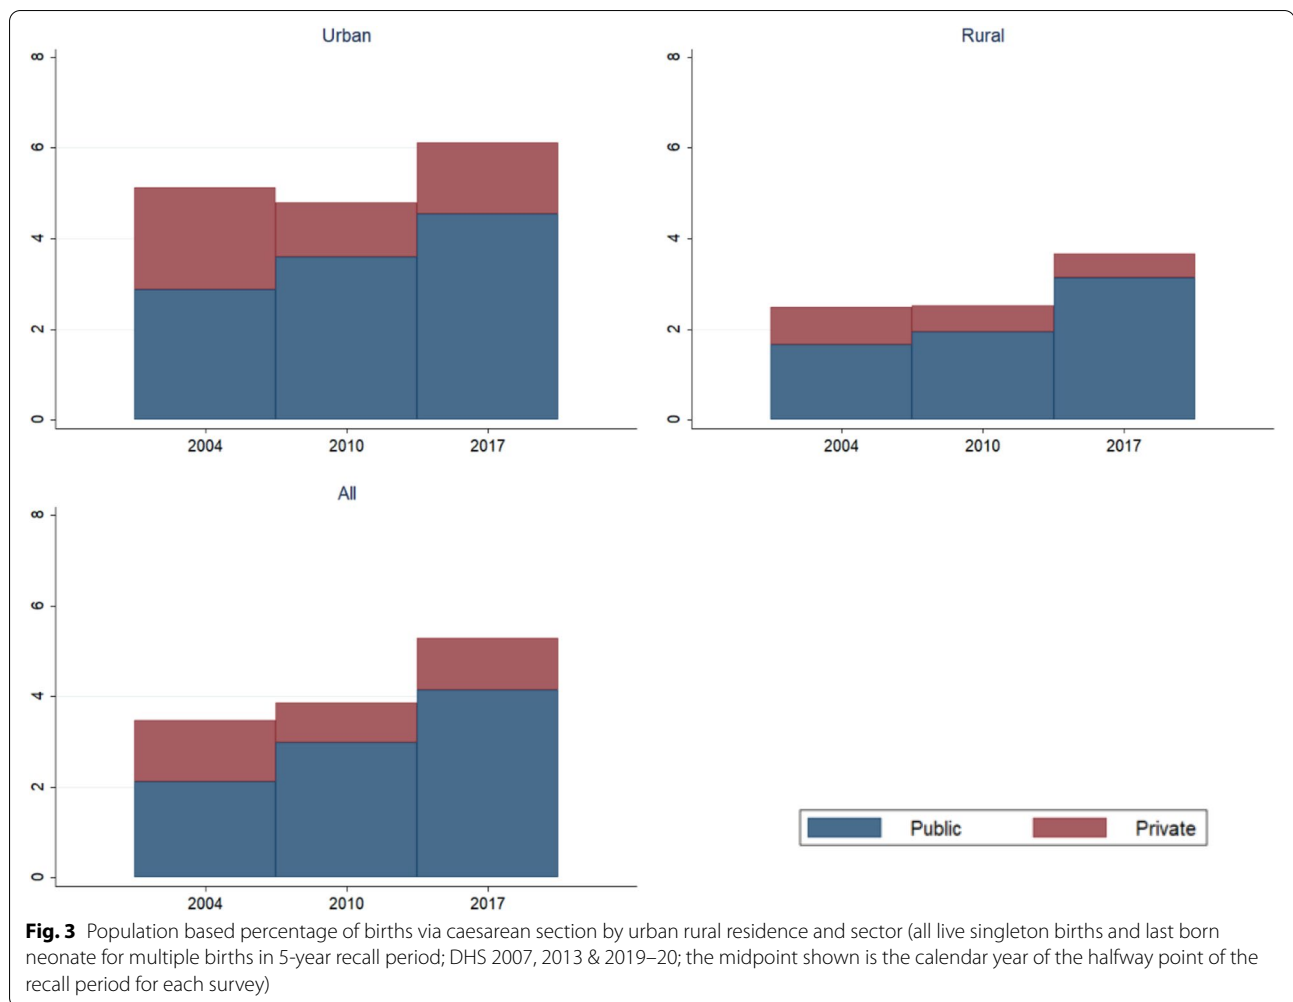 Urban
8
6
4
2
0
2004 2010 2017
Rural
8
6
4
2
0
2004 2010 2017
All
8
6
4
2
0
2004 2010 2017
Public Private
Fig. 3 Population based percentage of births via caesarean section by urban rural residence and sector (all live singleton births and last born
neonate for multiple births in 5-year recall period; DHS 2007, 2013 & 2019–20; the midpoint shown is the calendar year of the halfway point of the
recall period for each survey)